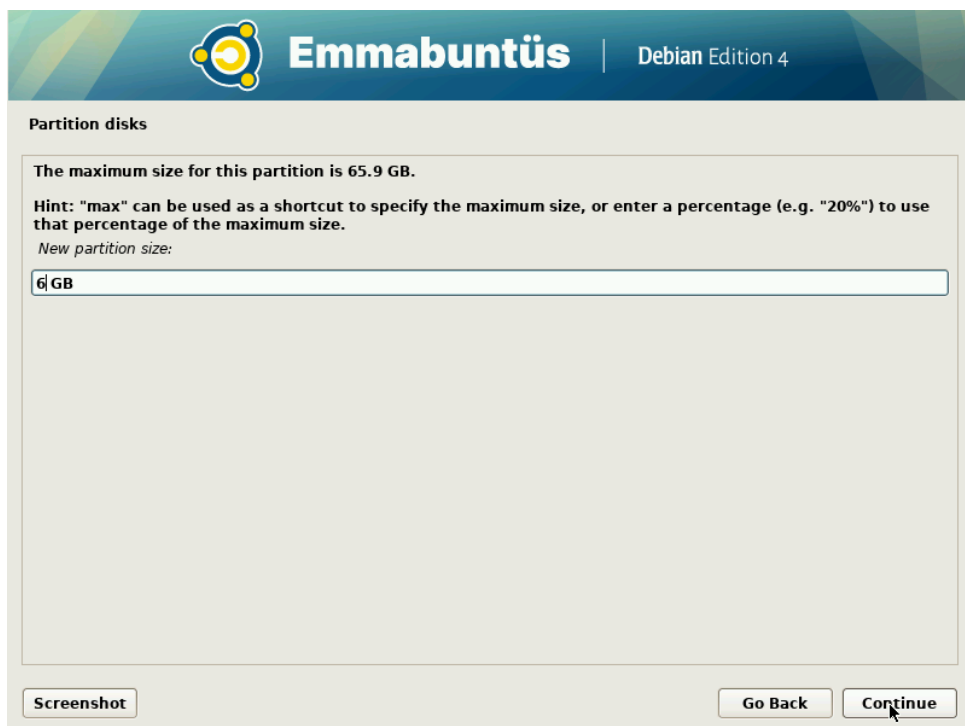 Emmabuntüs | Debian Edition 4
Partition disks
The maximum size for this partition is 65.9 GB.
Hint: "max" can be used as a shortcut to specify the maximum size, or enter a percentage (e.g. "20%") to use
that percentage of the maximum size.
New partition size:
6 GB
Screenshot Go Back Continue